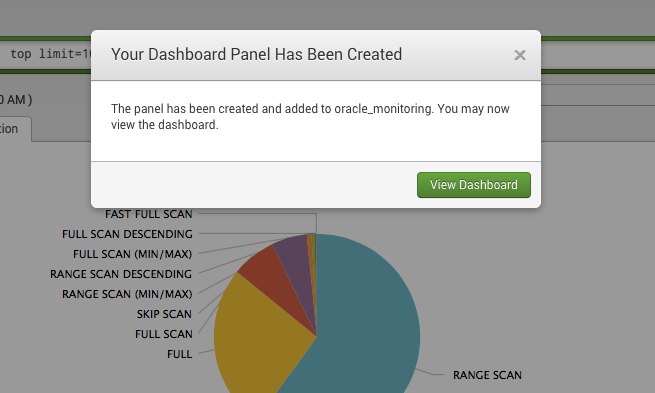 Your Dashboard Panel Has Been Created ×
top limit=1
0 AM )
The panel has been created and added to oracle_monitoring. You may now
view the dashboard.
tion
View Dashboard
FAST FULL SCAN
FULL SCAN DESCENDING
FULL SCAN (MIN/MAX)
RANGE SCAN DESCENDING
RANGE SCAN (MIN/MAX)
SKIP SCAN
FULL SCAN
FULL
RANGE SCAN